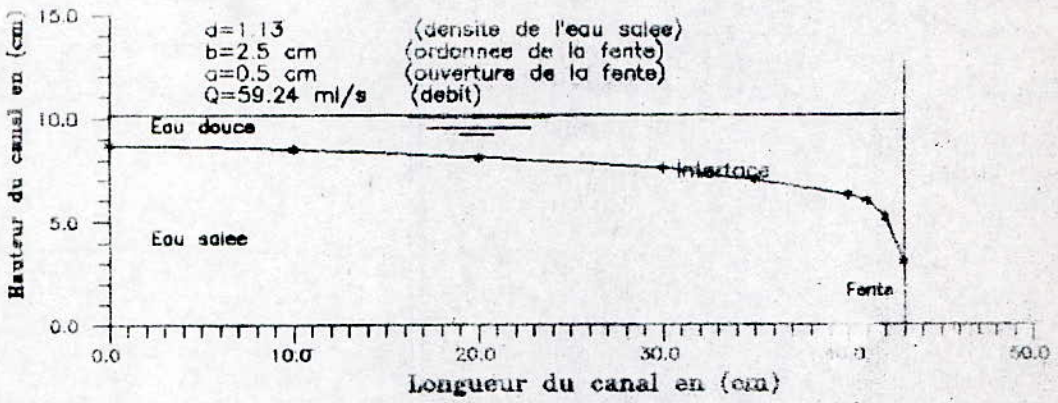 15.0
Hauteur du canal en (cm)
d=1.13 (densite de l'eau salee)
b=2.5 cm (ordonnee de la fente)
a=0.5 cm (ouverture de la fente)
Q=59.24 ml/s (debit)
10.0
Eau douce
Interface
5.0
Eau salee
Fente
0.0
0.0 10.0 20.0 30.0 40.0 50.0
Longueur du canal en (cm)